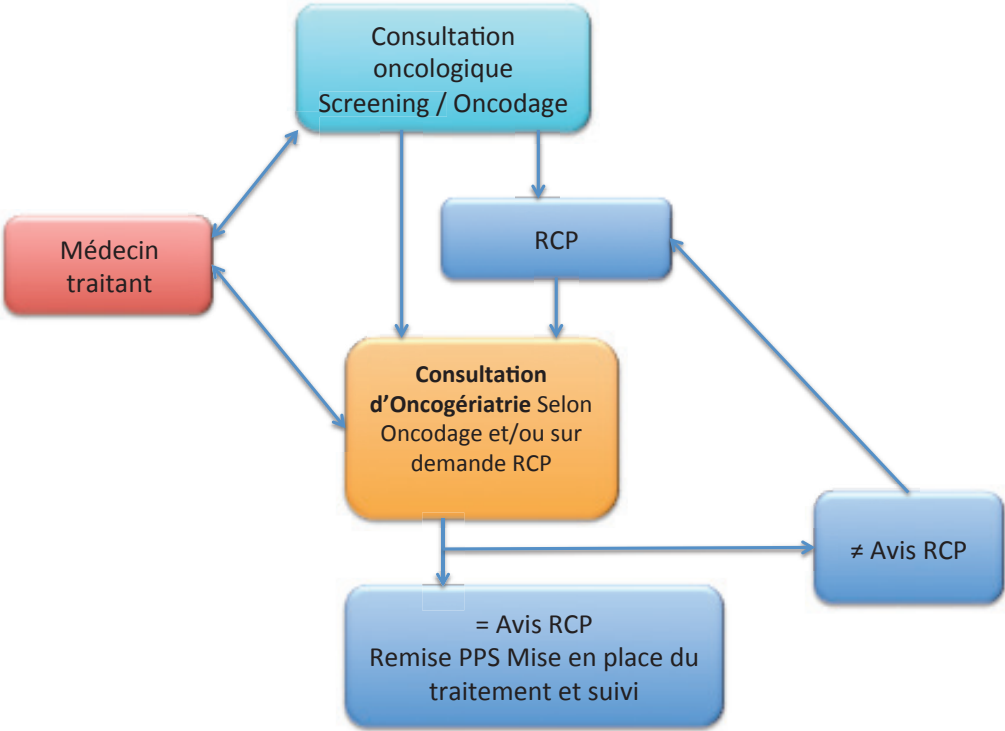 Consultation
oncologique
Screening / Oncodage
RCP
Médecin
traitant
Consultation
d’Oncogériatrie Selon
Oncodage et/ou sur
demande RCP
≠ Avis RCP
= Avis RCP
Remise PPS Mise en place du
traitement et suivi